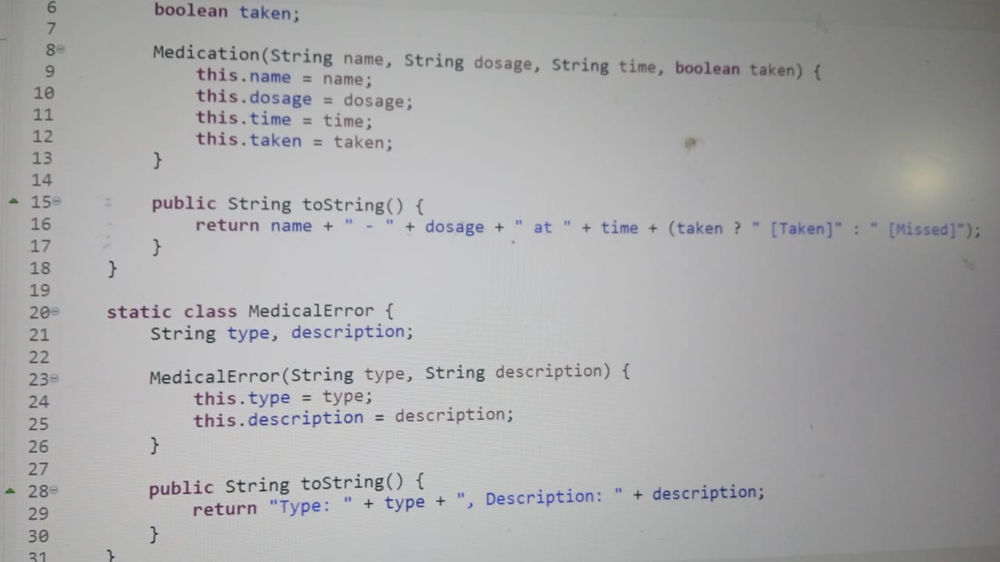 6 boolean taken;
7
8 Medication(String name, String dosage, String time, boolean taken) {
9 this.name = name;
10 this.dosage = dosage;
11 this.time = time;
12 this.taken = taken;
13 }
14
15 public String toString() {
16 return name + " - " + dosage + " at " + time + (taken ? " [Taken]" : " [Missed]");
17 }
18 }
19
20 static class MedicalError {
21 String type, description;
22
23 MedicalError(String type, String description) {
24 this.type = type;
25 this.description = description;
26 }
27
28 public String toString() {
29 return "Type: " + type + ", Description: " + description;
30 }
31 }